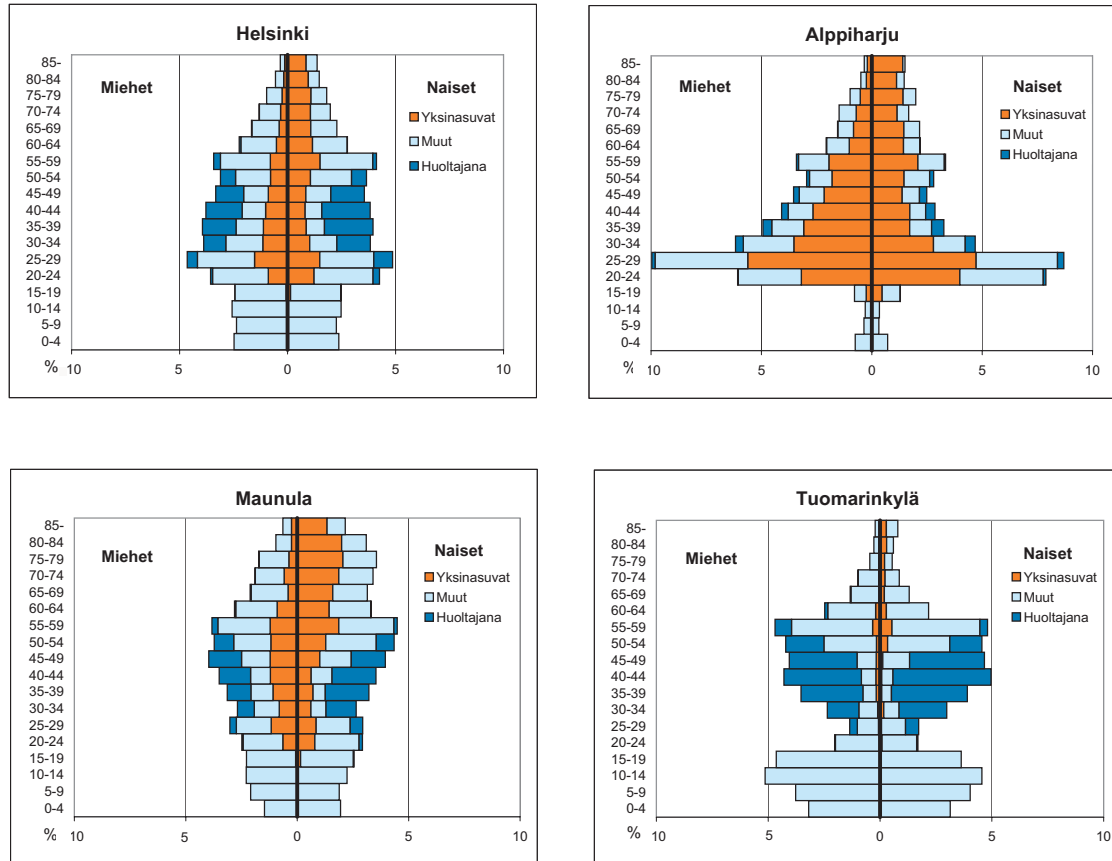 Helsinki
Miehet
Naiset
Yksinasuvat
Muut
Huoltajana
85-
80-84
75-79
70-74
65-69
60-64
55-59
50-54
45-49
40-44
35-39
30-34
25-29
20-24
15-19
10-14
5-9
0-4
% 10 5 0 5 10
Alppiharju
Miehet
Naiset
Yksinasuvat
Muut
Huoltajana
85-
80-84
75-79
70-74
65-69
60-64
55-59
50-54
45-49
40-44
35-39
30-34
25-29
20-24
15-19
10-14
5-9
0-4
% 10 5 0 5 10
Maunula
Miehet
Naiset
Yksinasuvat
Muut
Huoltajana
85-
80-84
75-79
70-74
65-69
60-64
55-59
50-54
45-49
40-44
35-39
30-34
25-29
20-24
15-19
10-14
5-9
0-4
% 10 5 0 5 10
Tuomarinkylä
Miehet
Naiset
Yksinasuvat
Muut
Huoltajana
85-
80-84
75-79
70-74
65-69
60-64
55-59
50-54
45-49
40-44
35-39
30-34
25-29
20-24
15-19
10-14
5-9
0-4
% 10 5 0 5 10